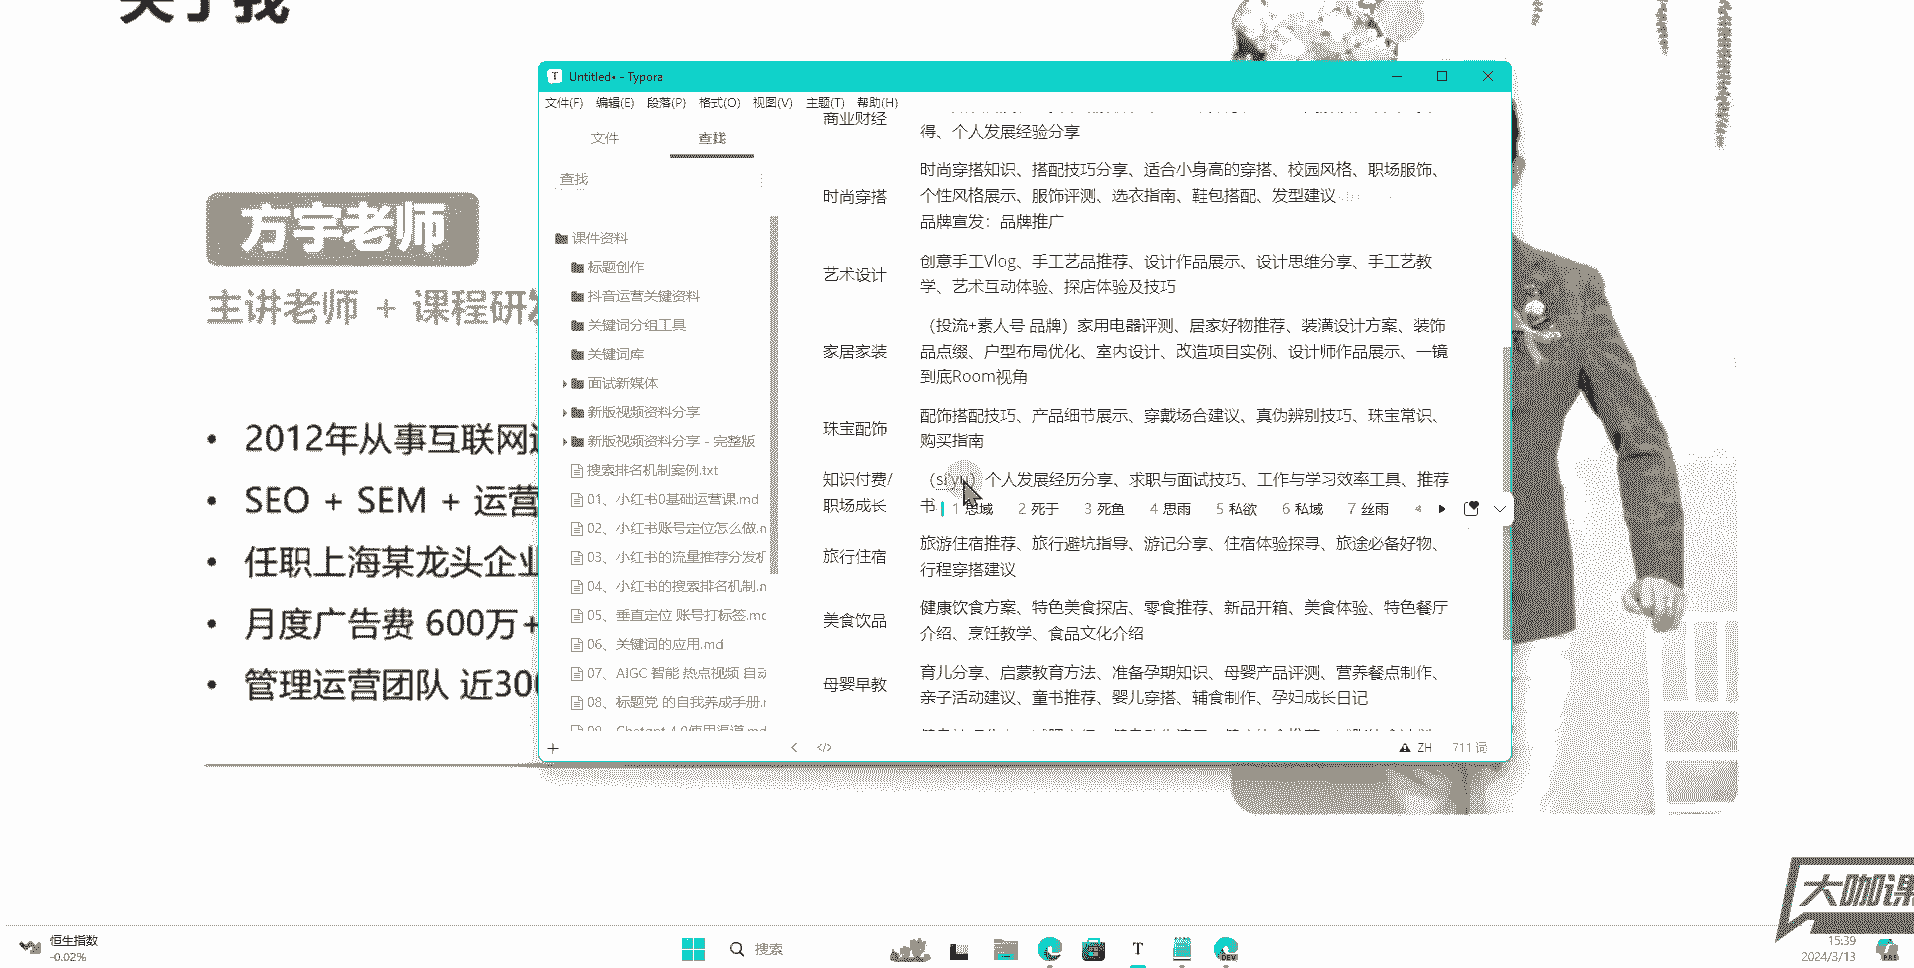 关于我
方宇老师
主讲老师 + 课程研发
2012年从事互联网
SEO + SEM + 运营
任职上海某龙头企业
月度广告费 600万+
管理运营团队 近300
Untitled• - Typora
文件(F) 编辑(E) 段落(P) 格式(O) 视图(V) 主题(T) 帮助(H)
文件 查找
查找
课件资料
标题创作
抖音运营关键资料
关键词分组工具
关键词库
面试新媒体
新版视频资料分享
新版视频资料分享 - 完整版
搜索排名机制案例.txt
01、小红书0基础运营课.md
02、小红书账号定位怎么做.m
03、小红书的流量推荐分发机
04、小红书的搜索排名机制.m
05、垂直定位 账号打标签.md
06、关键词的应用.md
07、AIGC 智能 热点视频 自动
08、标题党 的自我养成手册.m
09、Chatgpt 4.0使用渠道.md
商业财经
得、个人发展经验分享
时尚穿搭
时尚穿搭知识、搭配技巧分享、适合小身高的穿搭、校园风格、职场服饰、
个性风格展示、服饰评测、选衣指南、鞋包搭配、发型建议
品牌宣发：品牌推广
艺术设计
创意手工Vlog、手工艺品推荐、设计作品展示、设计思维分享、手工艺教
学、艺术互动体验、探店体验及技巧
家居家装
（投流+素人号 品牌）家用电器评测、居家好物推荐、装潢设计方案、装饰
品点缀、户型布局优化、室内设计、改造项目实例、设计师作品展示、一镜
到底Room视角
珠宝配饰
配饰搭配技巧、产品细节展示、穿戴场合建议、真伪辨别技巧、珠宝常识、
购买指南
知识付费/
职场成长
（si'yu）个人发展经历分享、求职与面试技巧、工作与学习效率工具、推荐
书
1 思域 2 死于 3 死鱼 4 思雨 5 私欲 6 私域 7 丝雨
旅行住宿
旅游住宿推荐、旅行避坑指导、游记分享、住宿体验探寻、旅途必备好物、
行程穿搭建议
美食饮品
健康饮食方案、特色美食探店、零食推荐、新品开箱、美食体验、特色餐厅
介绍、烹饪教学、食品文化介绍
母婴早教
育儿分享、启蒙教育方法、准备孕期知识、母婴产品评测、营养餐点制作、
亲子活动建议、童书推荐、婴儿穿搭、辅食制作、孕妇成长日记
ZH 711 词
大咖课
恒生指数
-0.02%
搜索
DEV
15:39
2024/3/13
PRE